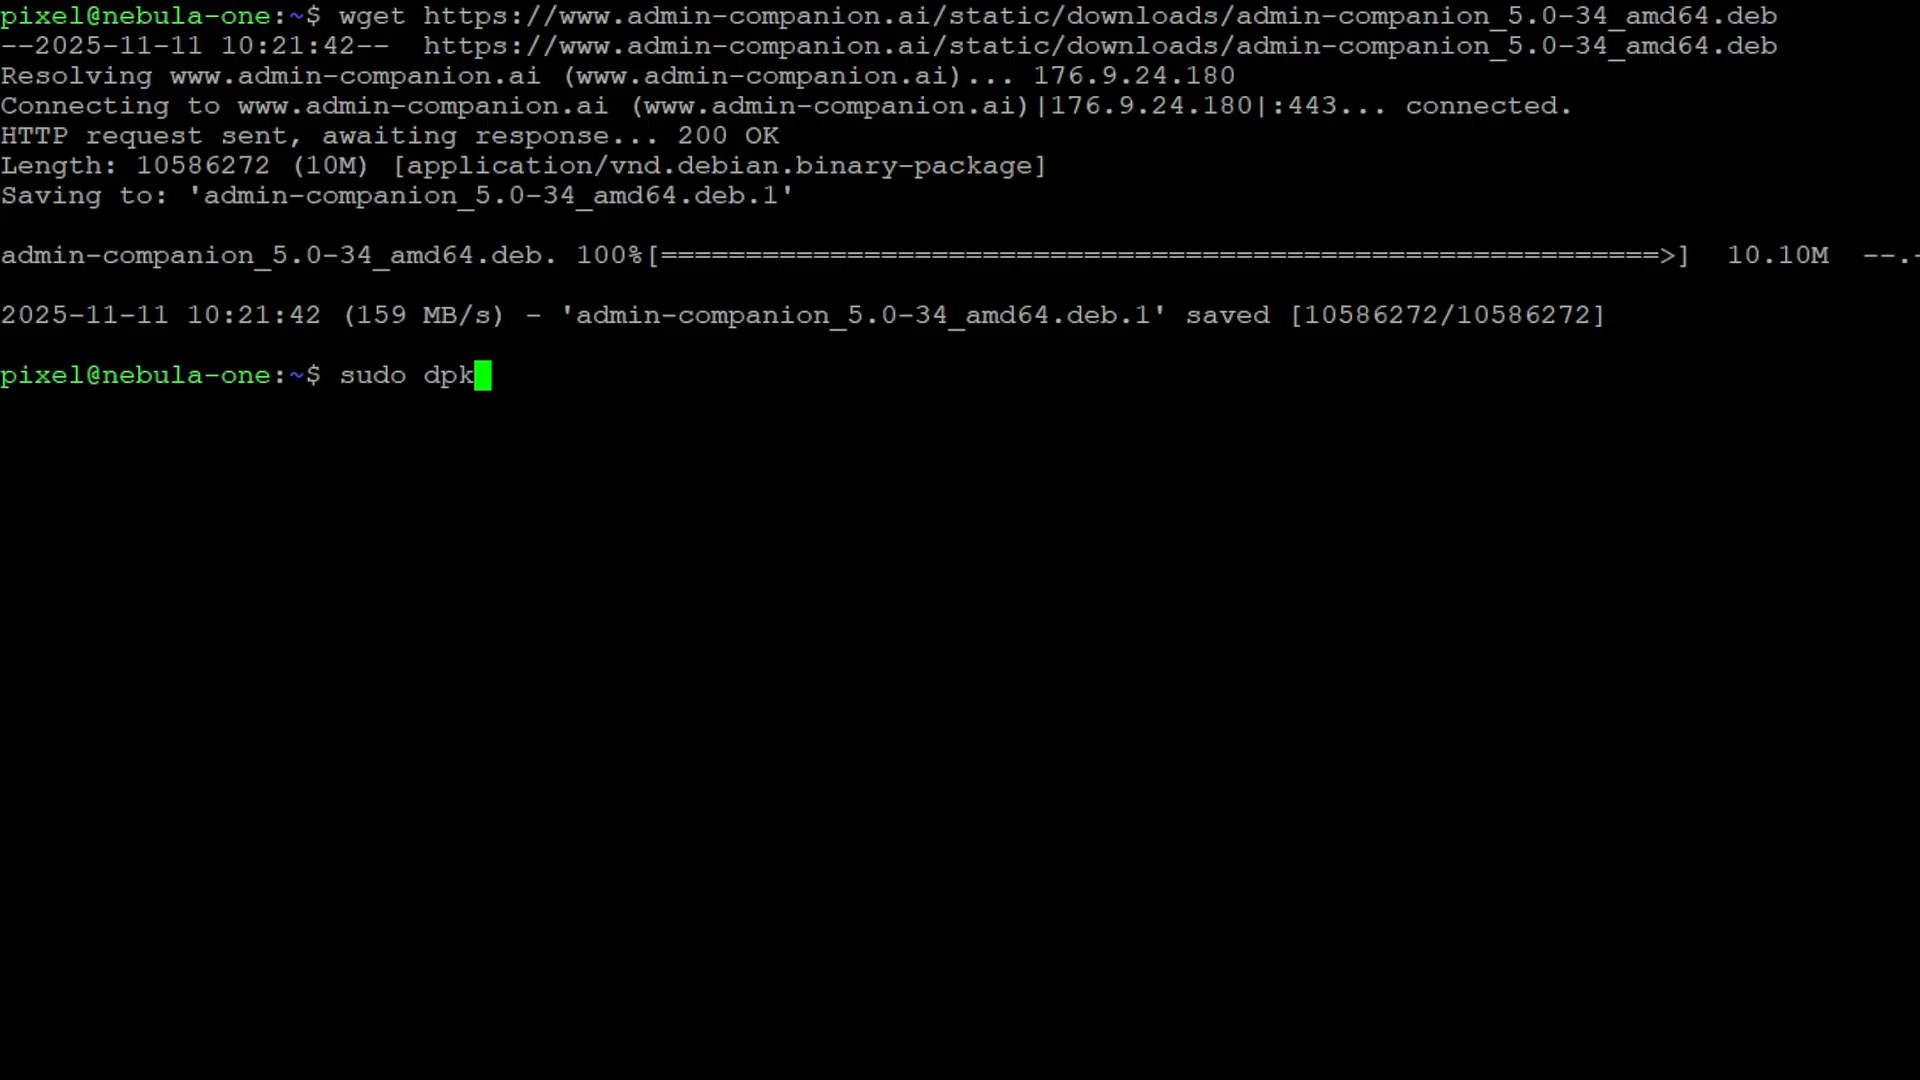 pixel@nebula-one:~$ wget https://www.admin-companion.ai/static/downloads/admin-companion_5.0-34_amd64.deb
--2025-11-11 10:21:42--  https://www.admin-companion.ai/static/downloads/admin-companion_5.0-34_amd64.deb
Resolving www.admin-companion.ai (www.admin-companion.ai)... 176.9.24.180
Connecting to www.admin-companion.ai (www.admin-companion.ai)|176.9.24.180|:443... connected.
HTTP request sent, awaiting response... 200 OK
Length: 10586272 (10M) [application/vnd.debian.binary-package]
Saving to: 'admin-companion_5.0-34_amd64.deb.1'
admin-companion_5.0-34_amd64.deb. 100%[===========================================================>]  10.10M  --.-
2025-11-11 10:21:42 (159 MB/s) - 'admin-companion_5.0-34_amd64.deb.1' saved [10586272/10586272]
pixel@nebula-one:~$ sudo dpk